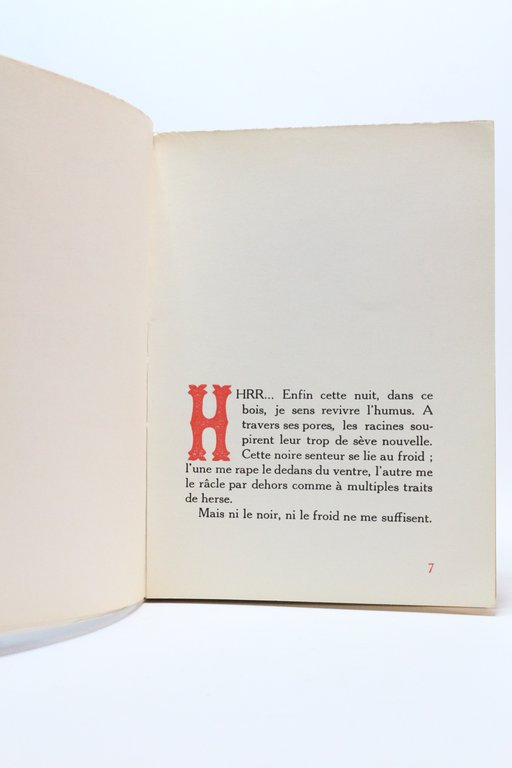 HHRR... Enfin cette nuit, dans ce
bois, je sens revivre l'humus. A
travers ses pores, les racines sou-
pirent leur trop de sève nouvelle.
Cette noire senteur se lie au froid ;
l'une me rape le dedans du ventre, l'autre me
le râcle par dehors comme à multiples traits
de herse.
Mais ni le noir, ni le froid ne me suffisent.
7